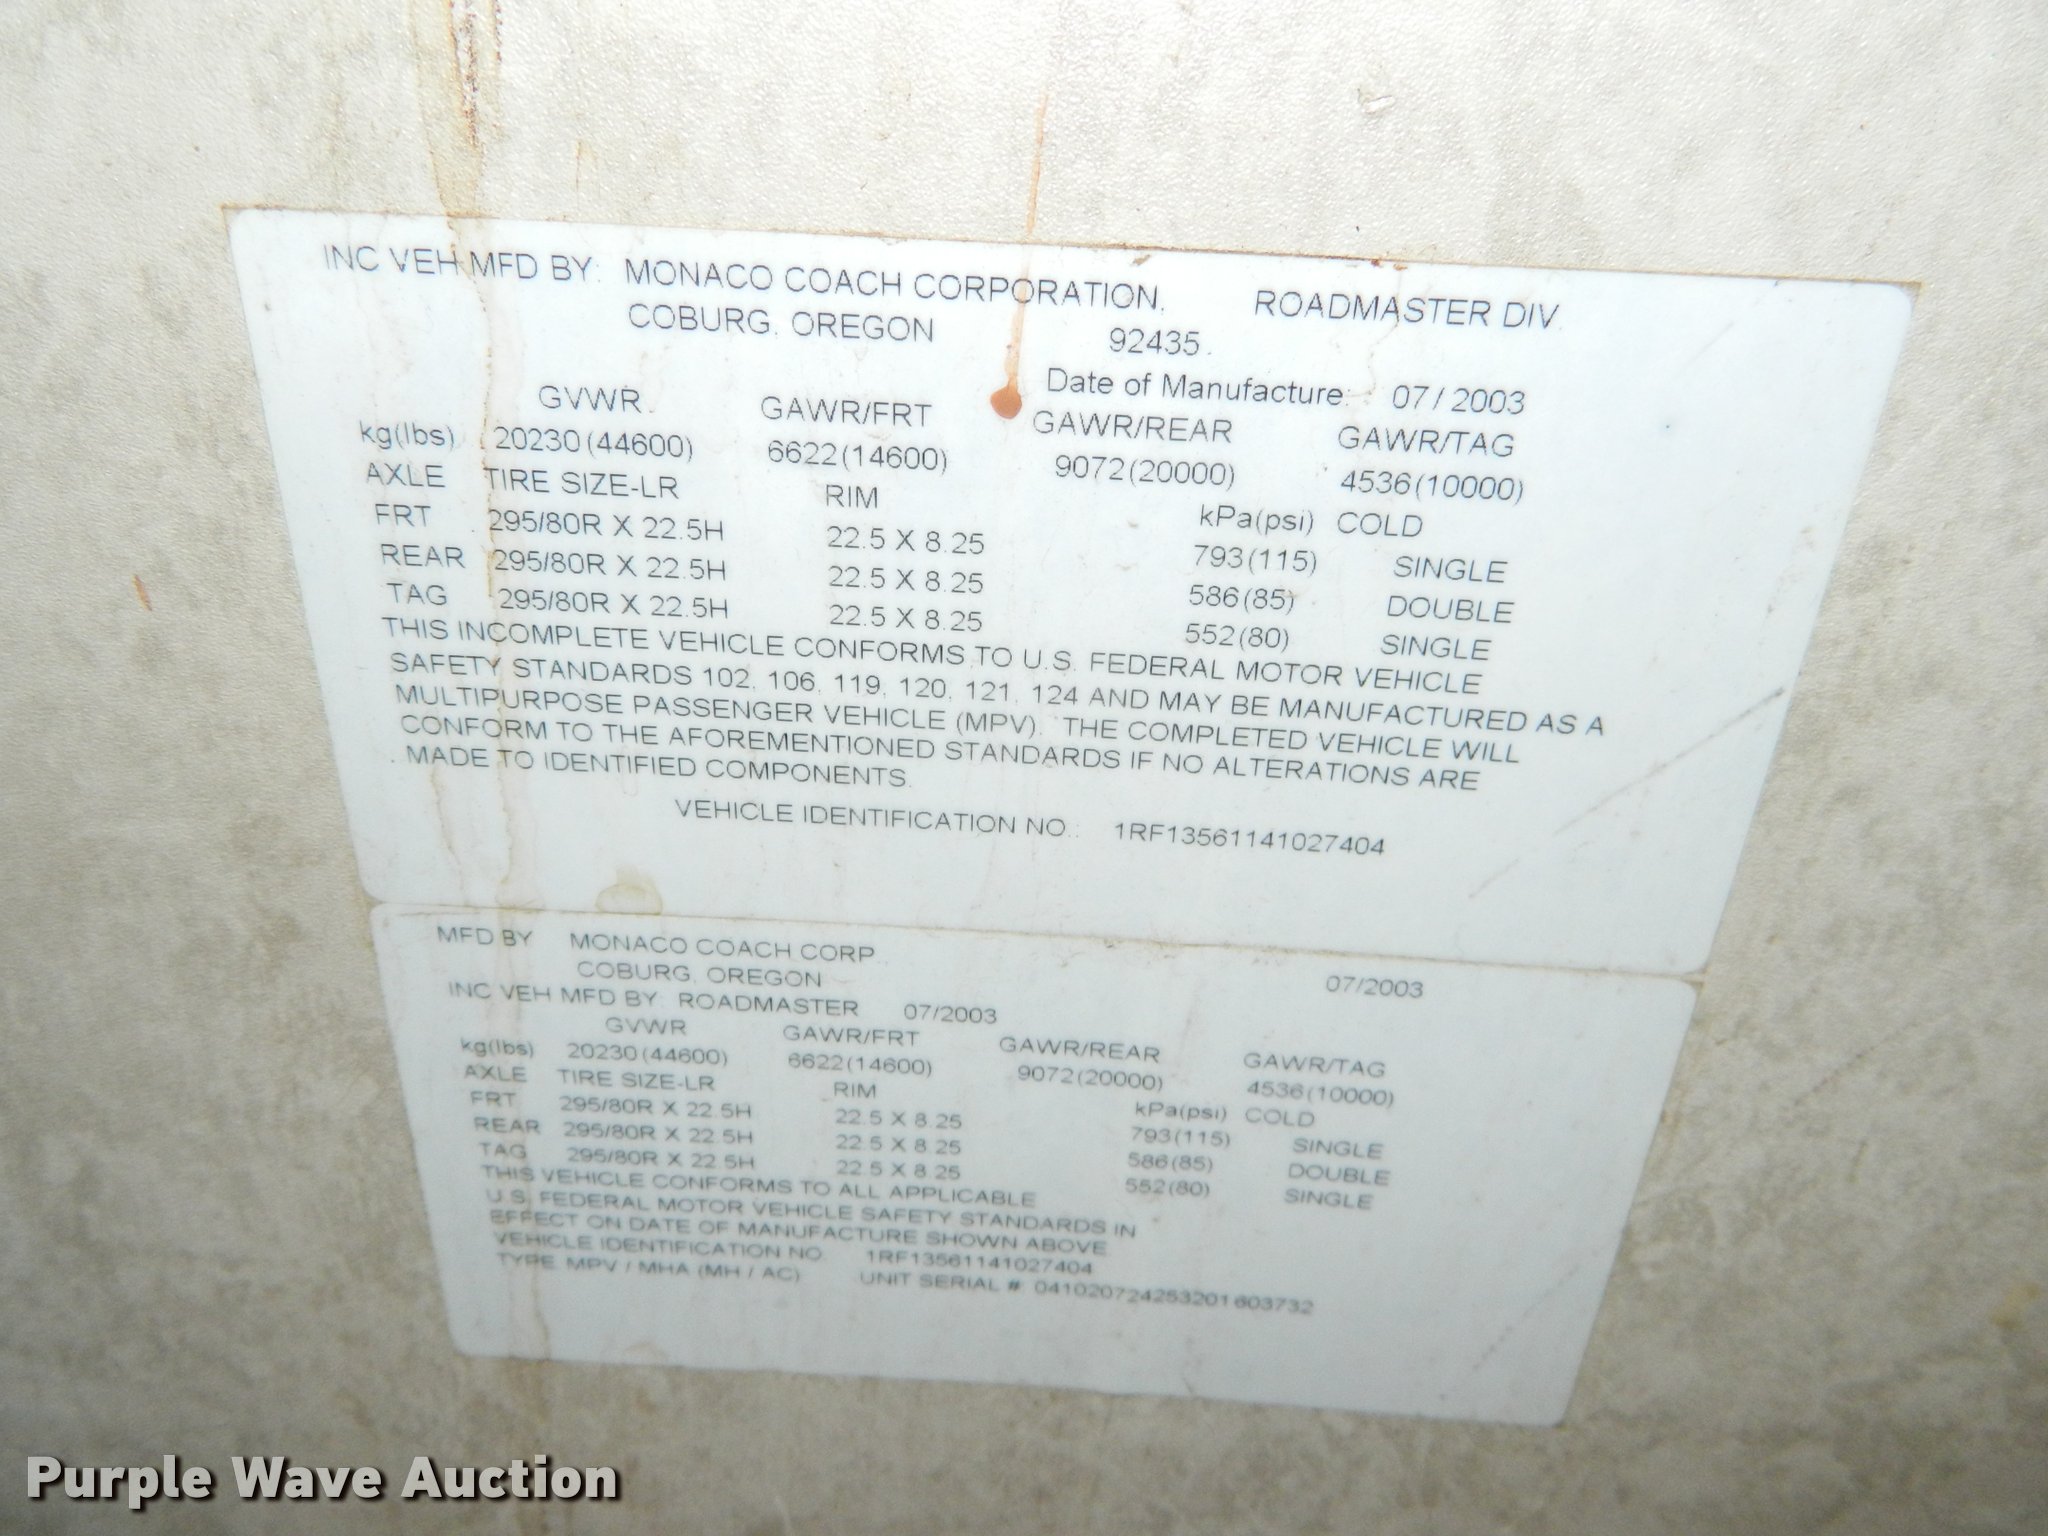 INC VEH MFD BY: MONACO COACH CORPORATION, ROADMASTER DIV.
COBURG, OREGON 92435
Date of Manufacture: 07/2003
GVWR GAWR/FRT GAWR/REAR GAWR/TAG
kg(lbs) 20230(44600) 6622(14600) 9072(20000) 4536(10000)
AXLE TIRE SIZE-LR RIM kPa(psi) COLD
FRT 295/80R X 22.5H 22.5 X 8.25 793(115) SINGLE
REAR 295/80R X 22.5H 22.5 X 8.25 586(85) DOUBLE
TAG 295/80R X 22.5H 22.5 X 8.25 552(80) SINGLE
THIS INCOMPLETE VEHICLE CONFORMS TO U.S. FEDERAL MOTOR VEHICLE
SAFETY STANDARDS 102, 106, 119, 120, 121, 124 AND MAY BE MANUFACTURED AS A
MULTIPURPOSE PASSENGER VEHICLE (MPV). THE COMPLETED VEHICLE WILL
CONFORM TO THE AFOREMENTIONED STANDARDS IF NO ALTERATIONS ARE
MADE TO IDENTIFIED COMPONENTS.
VEHICLE IDENTIFICATION NO.: 1RF13561141027404
MFD BY MONACO COACH CORP. 07/2003
COBURG, OREGON
INC VEH MFD BY: ROADMASTER 07/2003
GVWR GAWR/FRT GAWR/REAR GAWR/TAG
kg(lbs) 20230(44600) 6622(14600) 9072(20000) 4536(10000)
AXLE TIRE SIZE-LR RIM kPa(psi) COLD
FRT 295/80R X 22.5H 22.5 X 8.25 793(115) SINGLE
REAR 295/80R X 22.5H 22.5 X 8.25 586(85) DOUBLE
TAG 295/80R X 22.5H 22.5 X 8.25 552(80) SINGLE
THIS VEHICLE CONFORMS TO ALL APPLICABLE
U.S. FEDERAL MOTOR VEHICLE SAFETY STANDARDS IN
EFFECT ON DATE OF MANUFACTURE SHOWN ABOVE
VEHICLE IDENTIFICATION NO. 1RF13561141027404
TYPE MPV / MHA (MH / AC) UNIT SERIAL # 041020724253201603732
Purple Wave Auction